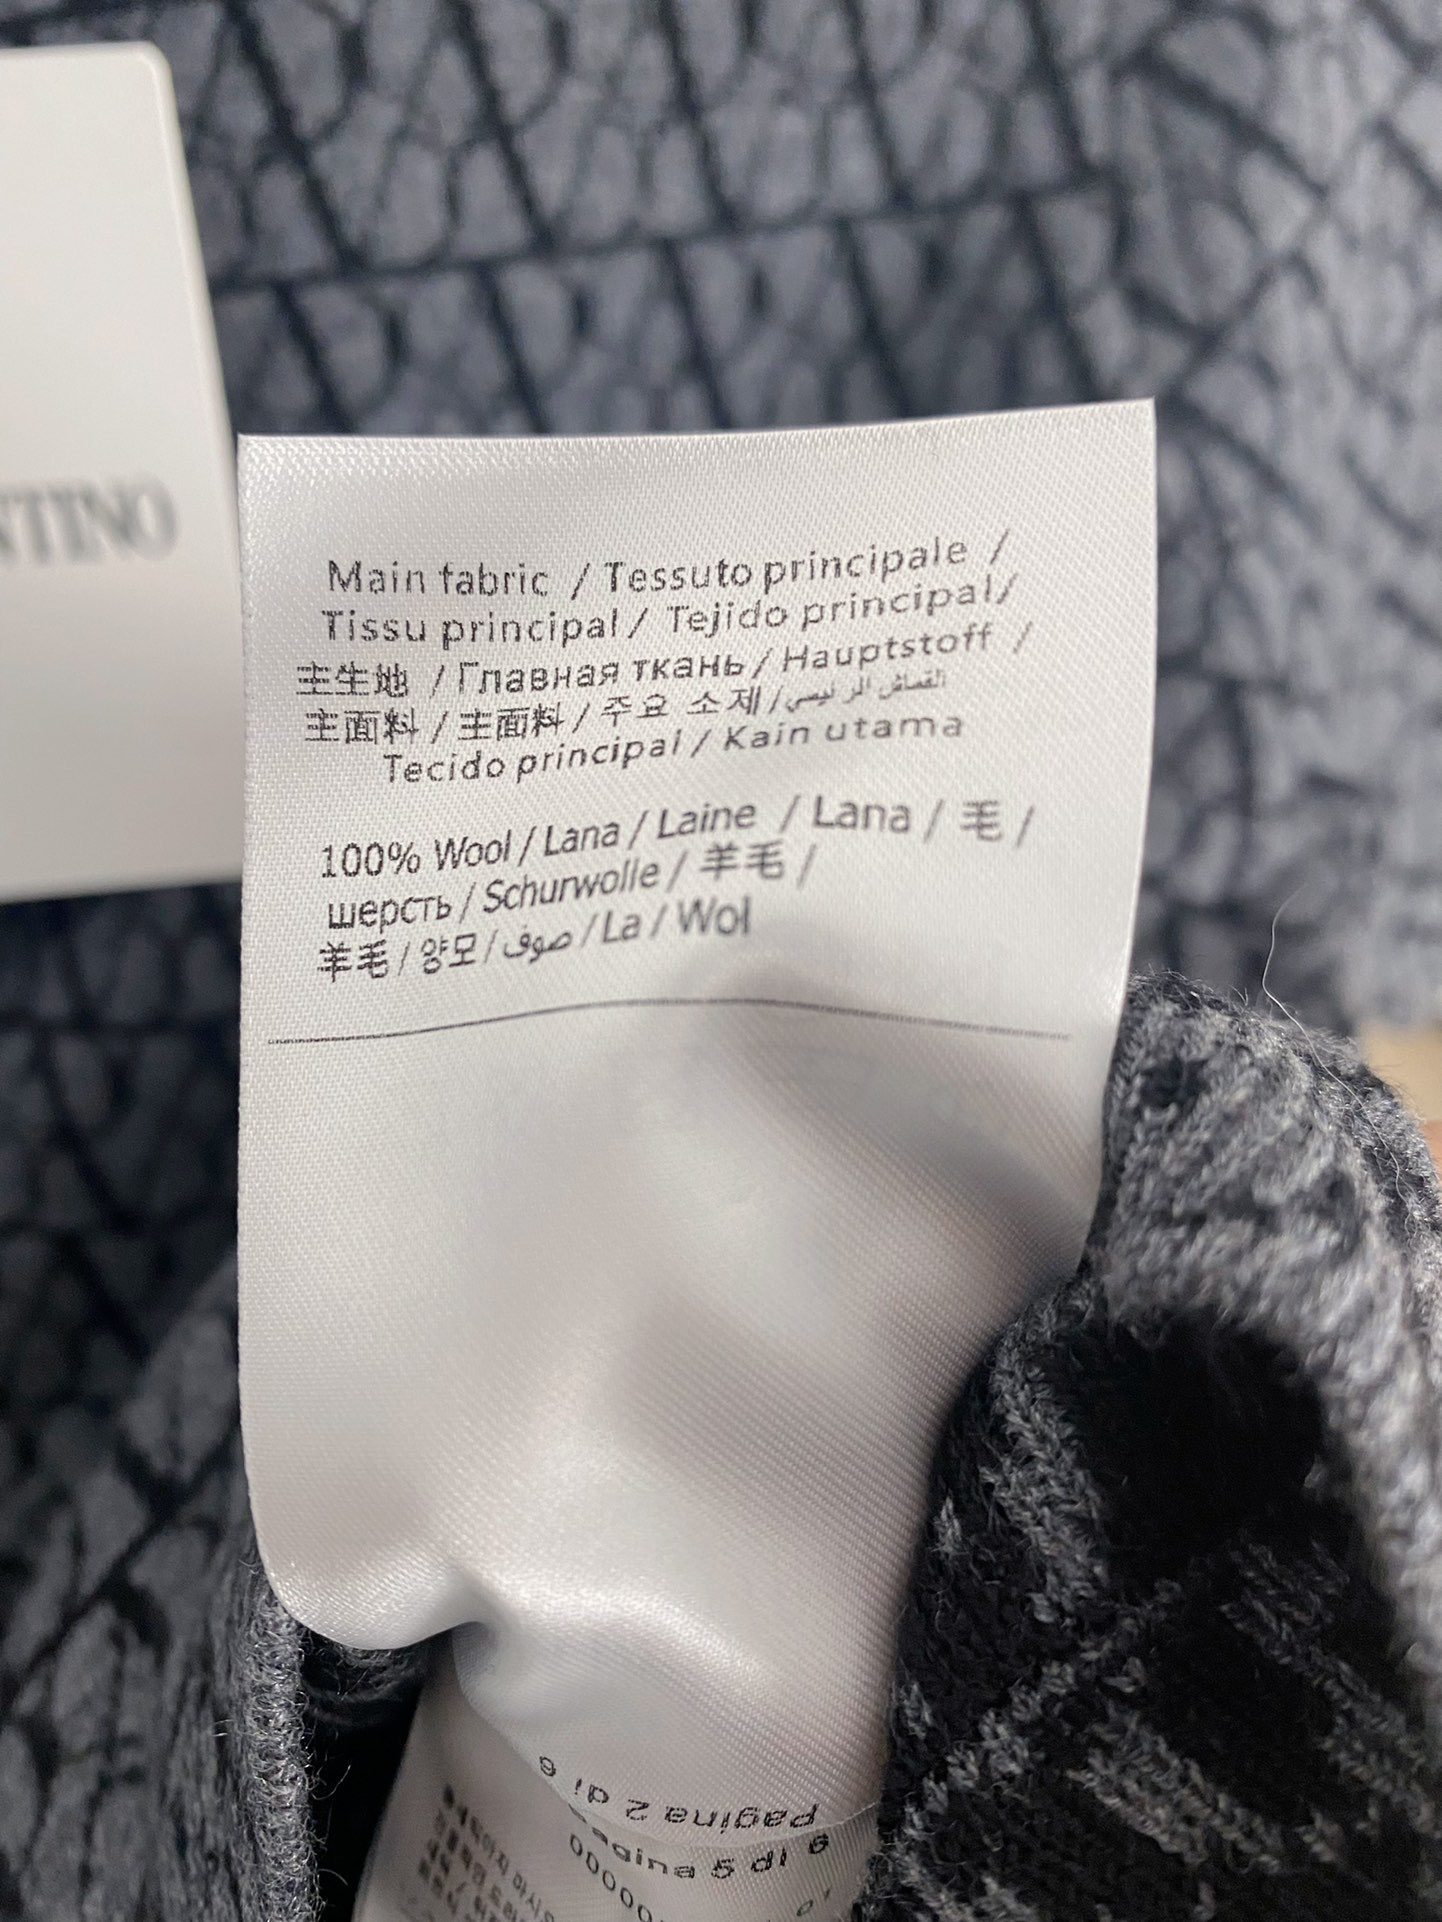 NTINO
Main fabric / Tessuto principale /
Tissu principal / Tejido principal/
主生地 / Главная ткань / Hauptstoff /
主面料 / 主面料 / 주요 소재/القماش الرئيسي
Tecido principal / Kain utama
100% Wool / Lana / Laine / Lana / 毛 /
шерсть / Schurwolle / 羊毛 /
羊毛 / 양모 / صوف / La / Wol
Pagina 2 di 6
agina 5 di 6